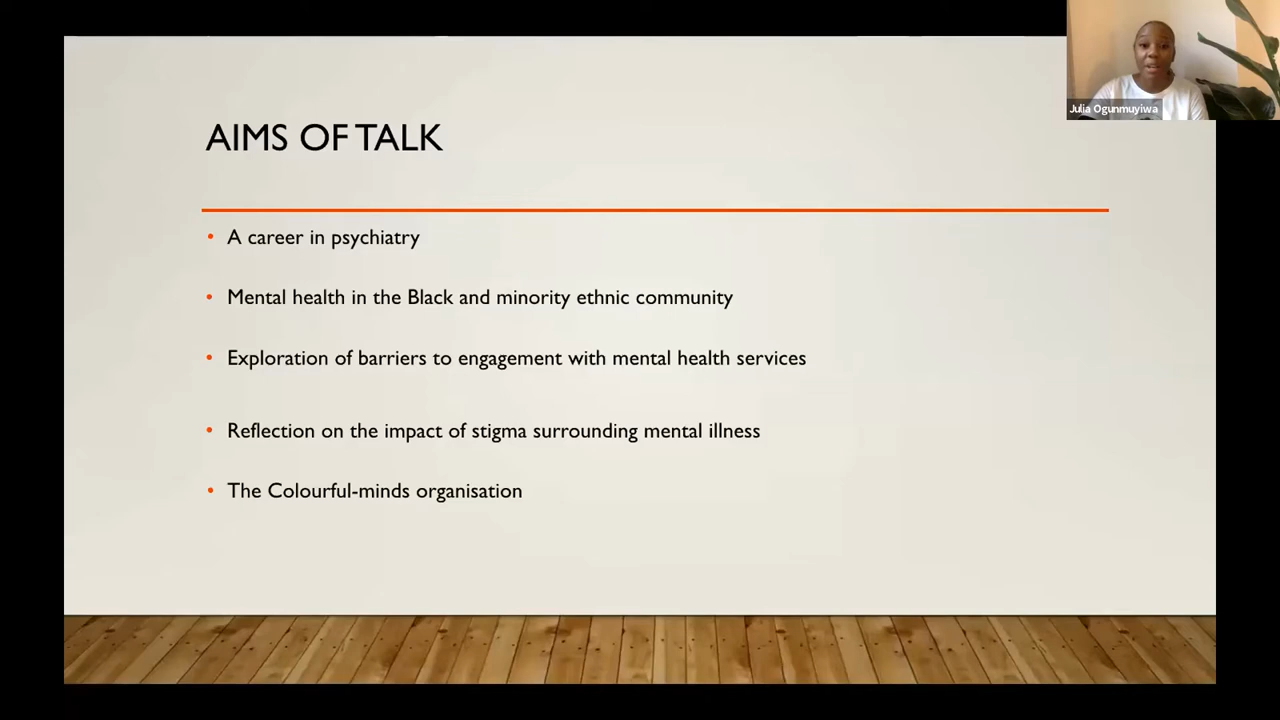 Julia Ogunmuyiwa
AIMS OF TALK
• A career in psychiatry
• Mental health in the Black and minority ethnic community
• Exploration of barriers to engagement with mental health services
• Reflection on the impact of stigma surrounding mental illness
• The Colourful-minds organisation